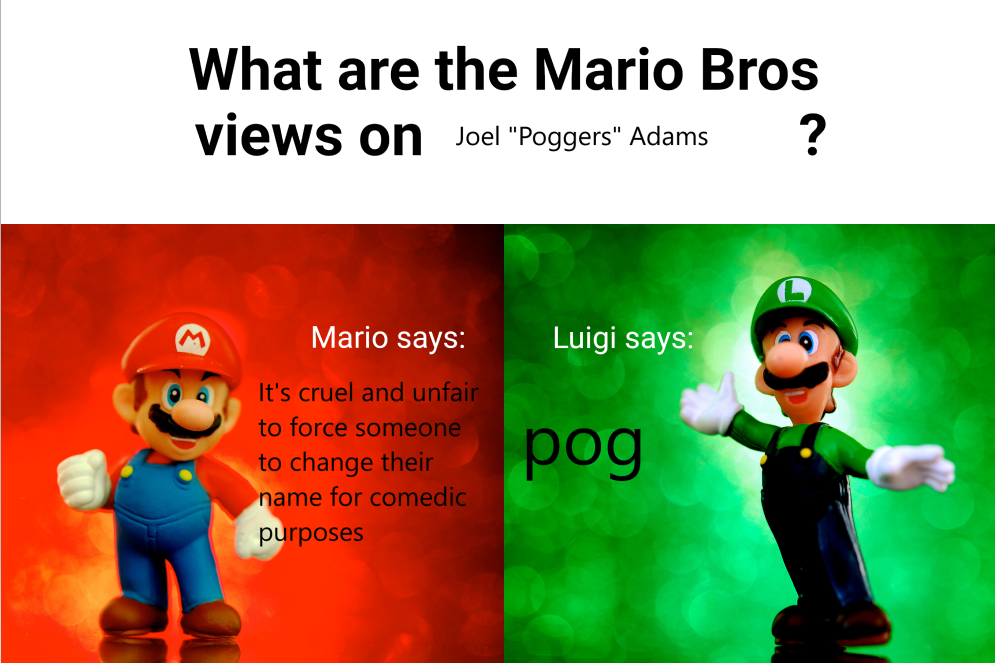 What are the Mario Bros
views on Joel "Poggers" Adams ?
Mario says:
It's cruel and unfair
to force someone
to change their
name for comedic
purposes
Luigi says:
pog
M
L